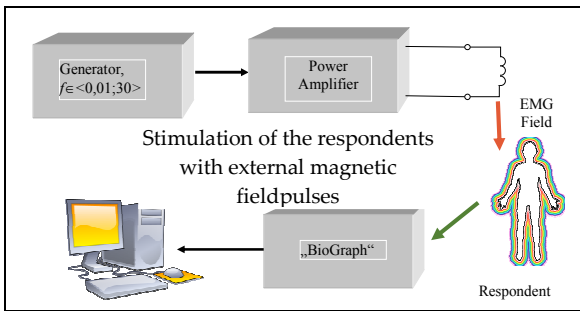 Generator,
f∈<0,01;30>
Power
Amplifier
EMG
Field
Stimulation of the respondents
with external magnetic
fieldpulses
„BioGraph“
Respondent